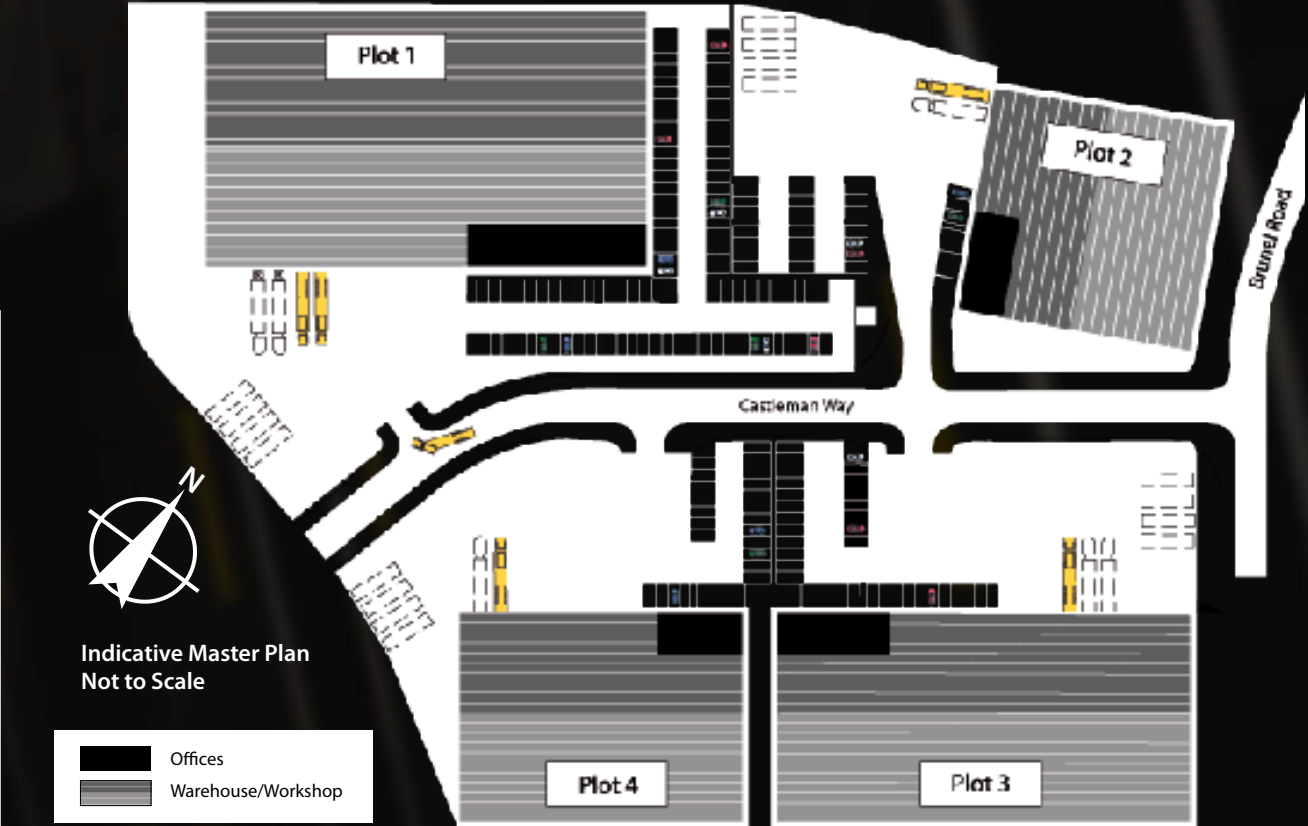 Plot 1
Plot 2
Brunel Road
Castleman Way
N
Indicative Master Plan
Not to Scale
Offices
Warehouse/Workshop
Plot 4
Plot 3